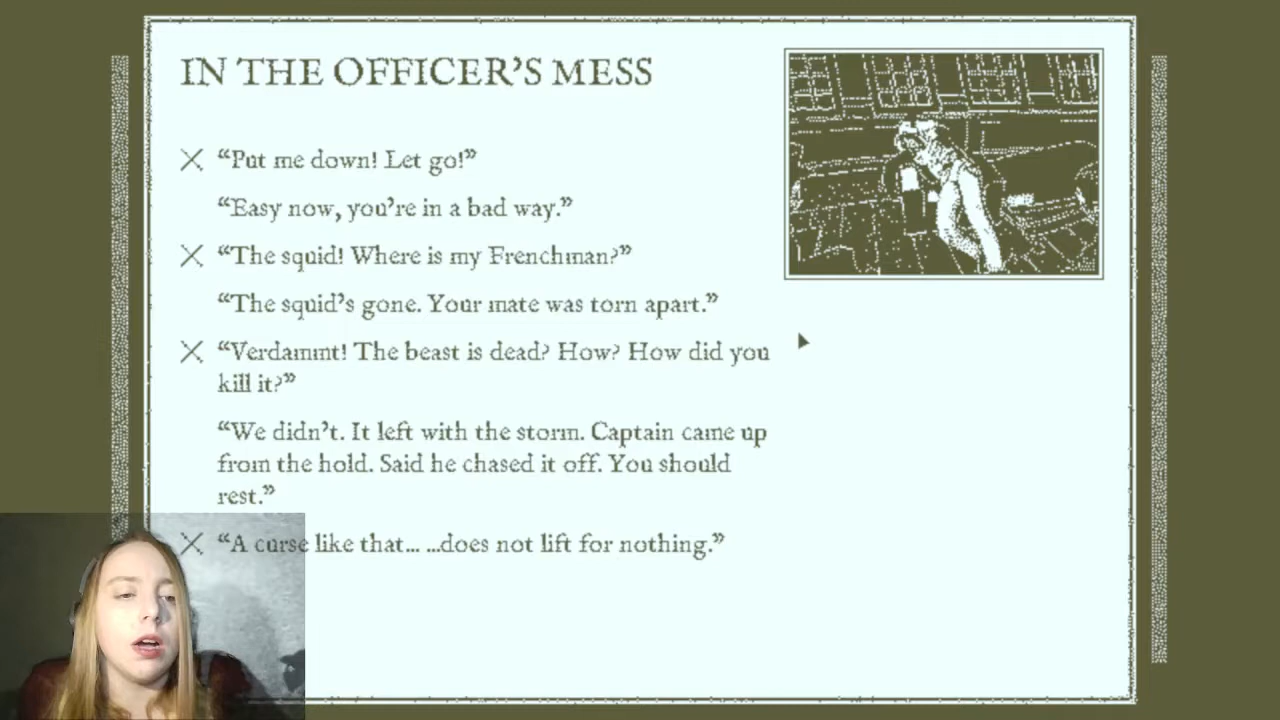 IN THE OFFICER'S MESS
"Put me down! Let go!"
"Easy now, you're in a bad way."
"The squid! Where is my Frenchman?"
"The squid's gone. Your mate was torn apart."
"Verdammt! The beast is dead? How? How did you
kill it?"
"We didn't. It left with the storm. Captain came up
from the hold. Said he chased it off. You should
rest."
"A curse like that... ...does not lift for nothing."